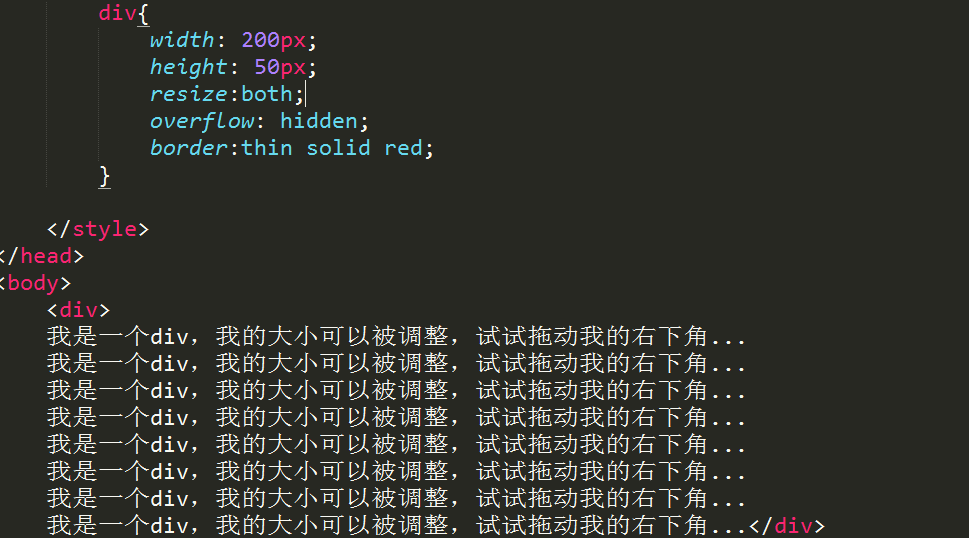 div{
width: 200px;
height: 50px;
resize:both;
overflow: hidden;
border:thin solid red;
}
</style>
</head>
<body>
<div>
我是一个div，我的大小可以被调整，试试拖动我的右下角...
我是一个div，我的大小可以被调整，试试拖动我的右下角...
我是一个div，我的大小可以被调整，试试拖动我的右下角...
我是一个div，我的大小可以被调整，试试拖动我的右下角...
我是一个div，我的大小可以被调整，试试拖动我的右下角...
我是一个div，我的大小可以被调整，试试拖动我的右下角...
我是一个div，我的大小可以被调整，试试拖动我的右下角...
我是一个div，我的大小可以被调整，试试拖动我的右下角...</div>